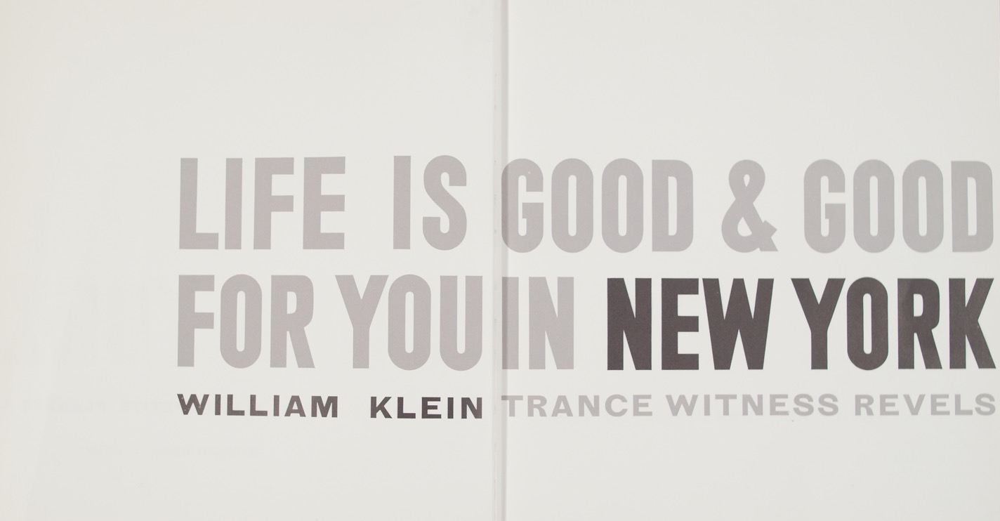 LIFE IS GOOD & GOOD
FOR YOU IN NEW YORK
WILLIAM KLEIN TRANCE WITNESS REVELS